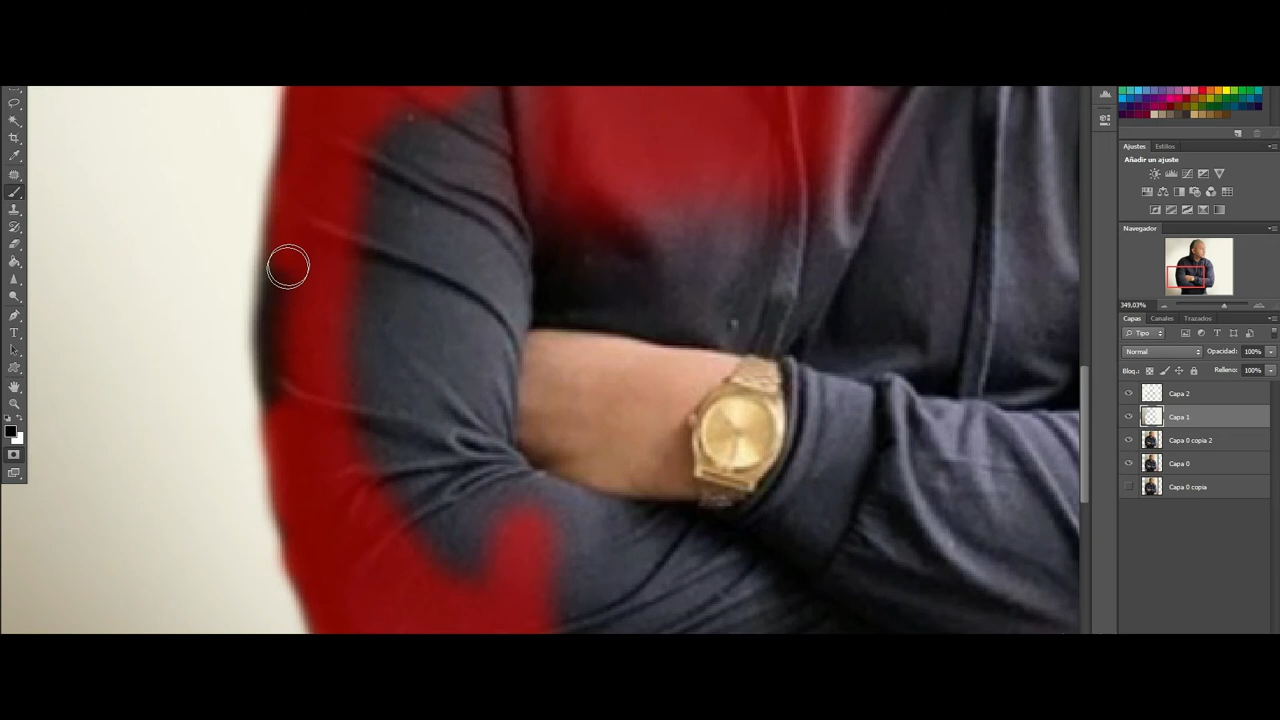 Ajustes Estilos
Añadir un ajuste
Navegador
349,03%
Capas Canales Trazados
Tipo
Normal Opacidad: 100%
Bloq.: Relleno: 100%
Capa 2
Capa 1
Capa 0 copia 2
Capa 0
Capa 0 copia